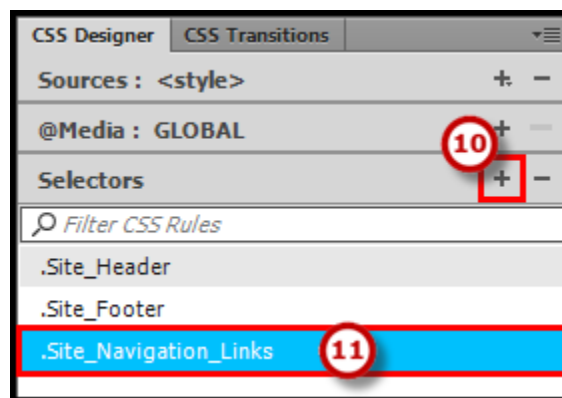 CSS Designer CSS Transitions
Sources : <style> + −
@Media : GLOBAL + −
10
Selectors + −
Filter CSS Rules
.Site_Header
.Site_Footer
.Site_Navigation_Links 11